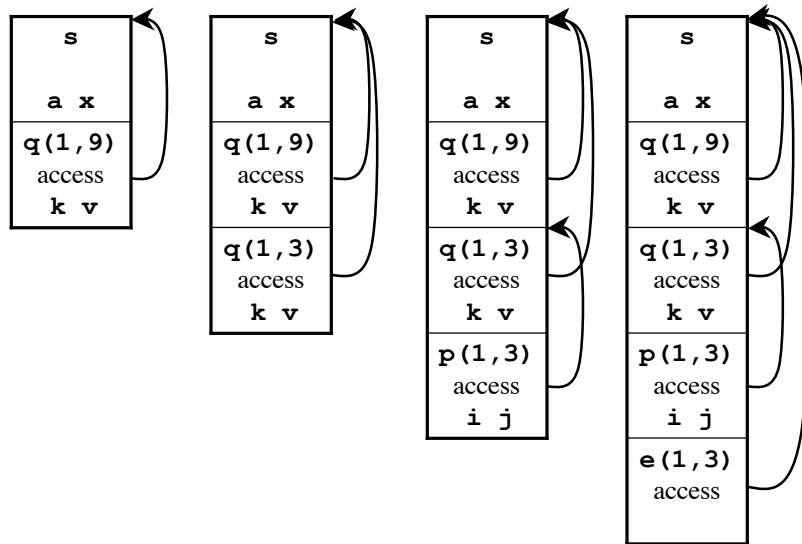 s
a x
q(1,9)
access
k v
s
a x
q(1,9)
access
k v
q(1,3)
access
k v
s
a x
q(1,9)
access
k v
q(1,3)
access
k v
p(1,3)
access
i j
s
a x
q(1,9)
access
k v
q(1,3)
access
k v
p(1,3)
access
i j
e(1,3)
access